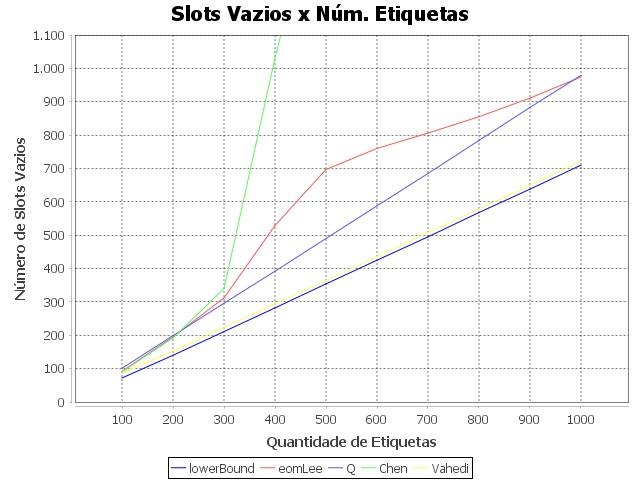 Slots Vazios x Núm. Etiquetas
1.100
1.000
900
800
700
600
500
400
300
200
100
0
Número de Slots Vazios
100 200 300 400 500 600 700 800 900 1000
Quantidade de Etiquetas
lowerBound eomLee Q Chen Vahedi